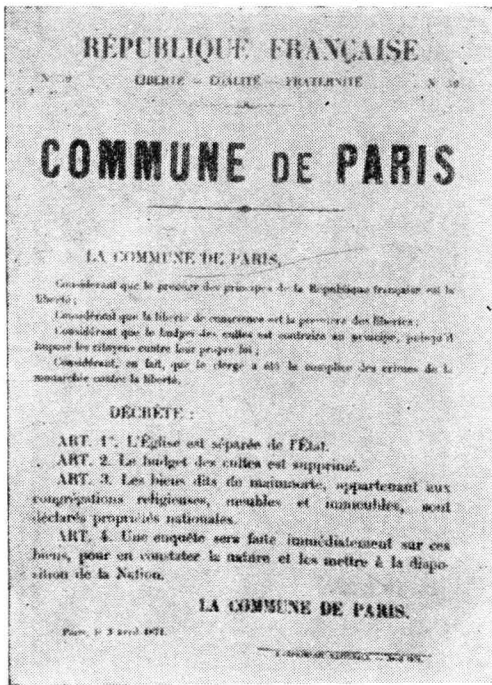 RÉPUBLIQUE FRANÇAISE
LIBERTÉ — ÉGALITÉ — FRATERNITÉ
COMMUNE DE PARIS
LA COMMUNE DE PARIS,
Considérant que le premier des principes de la République française est la
liberté ;
Considérant que la liberté de conscience est la première des libertés ;
Considérant que le budget des cultes est contraire au principe, puisqu'il
impose les citoyens contre leur propre foi ;
Considérant, en fait, que le clergé a été le complice des crimes de la
monarchie contre la liberté,
DÉCRÈTE :
ART. 1er. L'Église est séparée de l'État.
ART. 2. Le budget des cultes est supprimé.
ART. 3. Les biens dits de mainmorte, appartenant aux
congrégations religieuses, meubles et immeubles, sont
déclarés propriétés nationales.
ART. 4. Une enquête sera faite immédiatement sur ces
biens, pour en constater la nature et les mettre à la dispo-
sition de la Nation.
LA COMMUNE DE PARIS.
Paris, le 3 avril 1871.